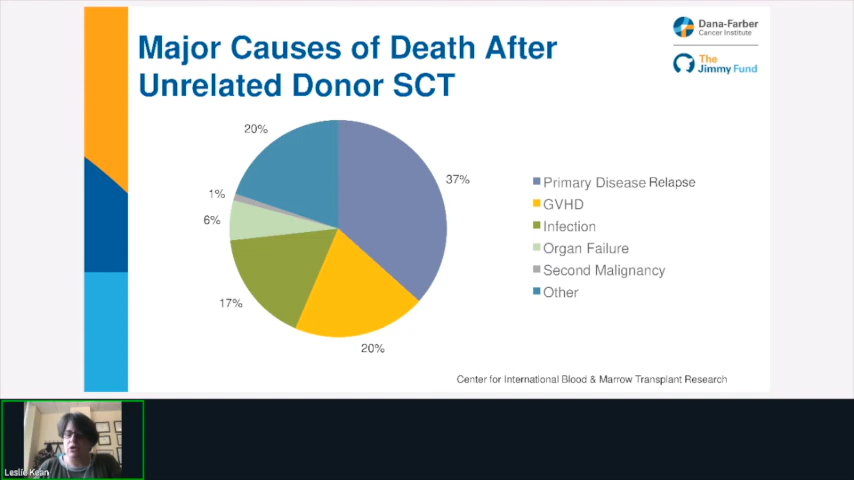 Major Causes of Death After
Unrelated Donor SCT
Dana-Farber
Cancer Institute
The
Jimmy Fund
20%
37%
1%
6%
17%
20%
Primary Disease Relapse
GVHD
Infection
Organ Failure
Second Malignancy
Other
Center for International Blood & Marrow Transplant Research
Leslie Kean